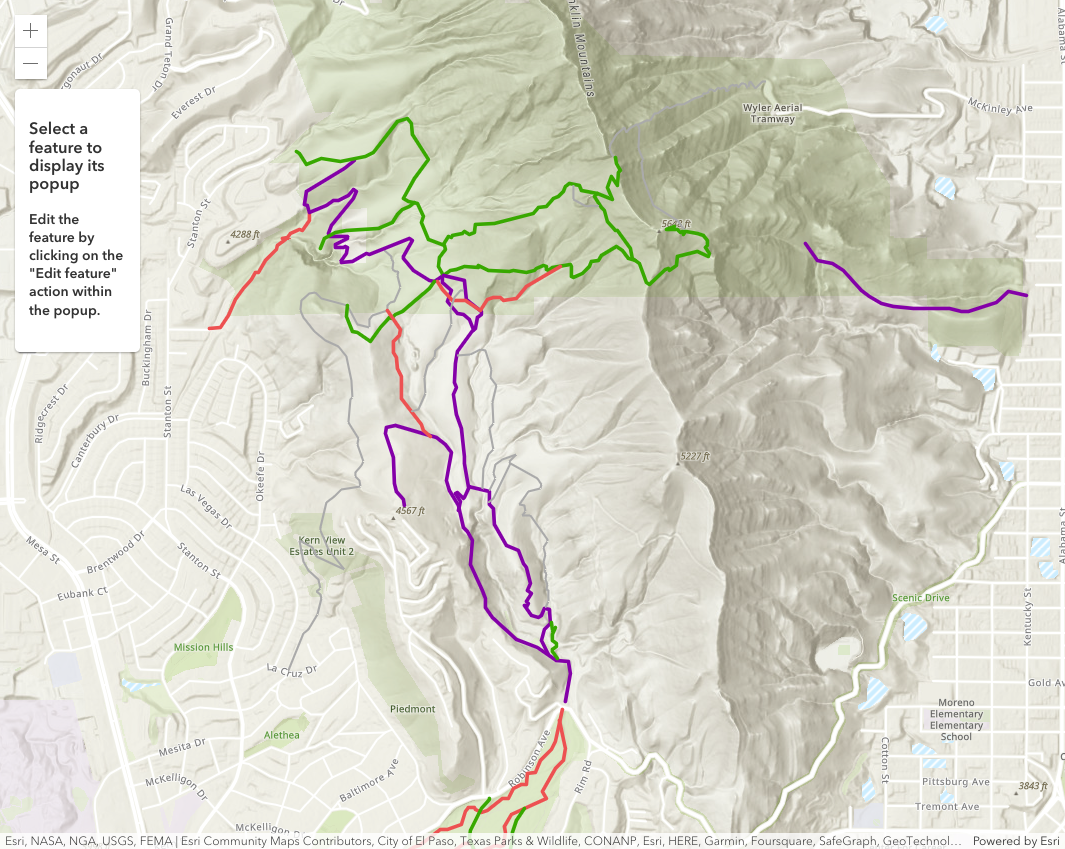 +
−
Select a
feature to
display its
popup
Edit the
feature by
clicking on the
"Edit feature"
action within
the popup.
Grand Teton Dr
Everest Dr
Stanton St
4288 ft
klin Mountains
Wyler Aerial
Tramway
McKinley Ave
Alabama St
5642 ft
Buckingham Dr
Ridgecrest Dr
Canterbury Dr
Stanton St
Okeefe Dr
5227 ft
Las Vegas Dr
4567 ft
Kern View
Estates Unit 2
Mesa St
Brentwood Dr
Stanton St
Eubank Ct
Alabama St
Scenic Drive
Kentucky St
Mission Hills
La Cruz Dr
Gold Av
Piedmont
Moreno
Elementary
Elementary
School
Alethea
Mesita Dr
Robinson Ave
Rim Rd
Cotton St
McKelligon Dr
Baltimore Ave
Pittsburg Ave
3843 ft
Tremont Ave
McKelligon D
Esri, NASA, NGA, USGS, FEMA | Esri Community Maps Contributors, City of El Paso, Texas Parks & Wildlife, CONANP, Esri, HERE, Garmin, Foursquare, SafeGraph, GeoTechnol...
Powered by Esri